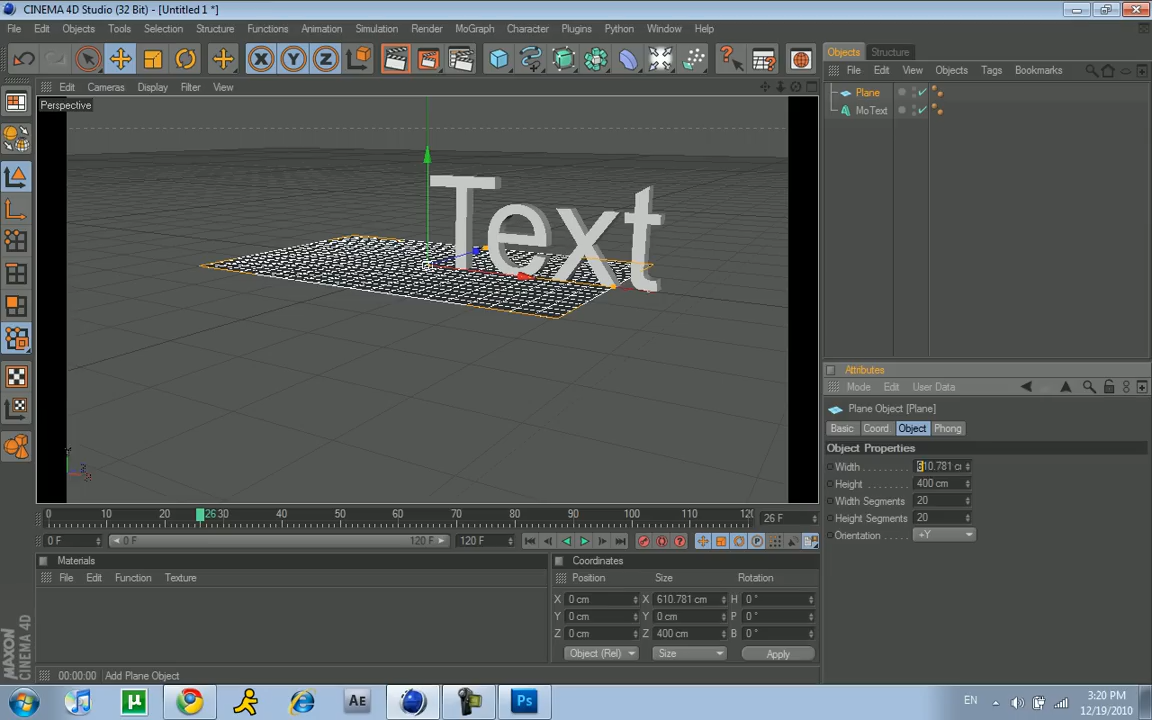 CINEMA 4D Studio (32 Bit) - [Untitled 1 *]
File Edit Objects Tools Selection Structure Functions Animation Simulation Render MoGraph Character Plugins Python Window Help
Objects Structure
File Edit View Objects Tags Bookmarks
Plane
MoText
Edit Cameras Display Filter View
Perspective
Text
Attributes
Mode Edit User Data
Plane Object [Plane]
Basic Coord. Object Phong
Object Properties
Width 610.781 c
Height 400 cm
Width Segments 20
Height Segments 20
Orientation +Y
0 10 20 26 30 40 50 60 70 80 90 100 110 120 26 F
0 F 0 F 120 F 120 F
Materials
File Edit Function Texture
Coordinates
Position Size Rotation
X 0 cm X 610.781 cm H 0 °
Y 0 cm Y 0 cm P 0 °
Z 0 cm Z 400 cm B 0 °
Object (Rel) Size Apply
MAXON
CINEMA 4D
00:00:00 Add Plane Object
Ae
Ps
EN
3:20 PM
12/19/2010